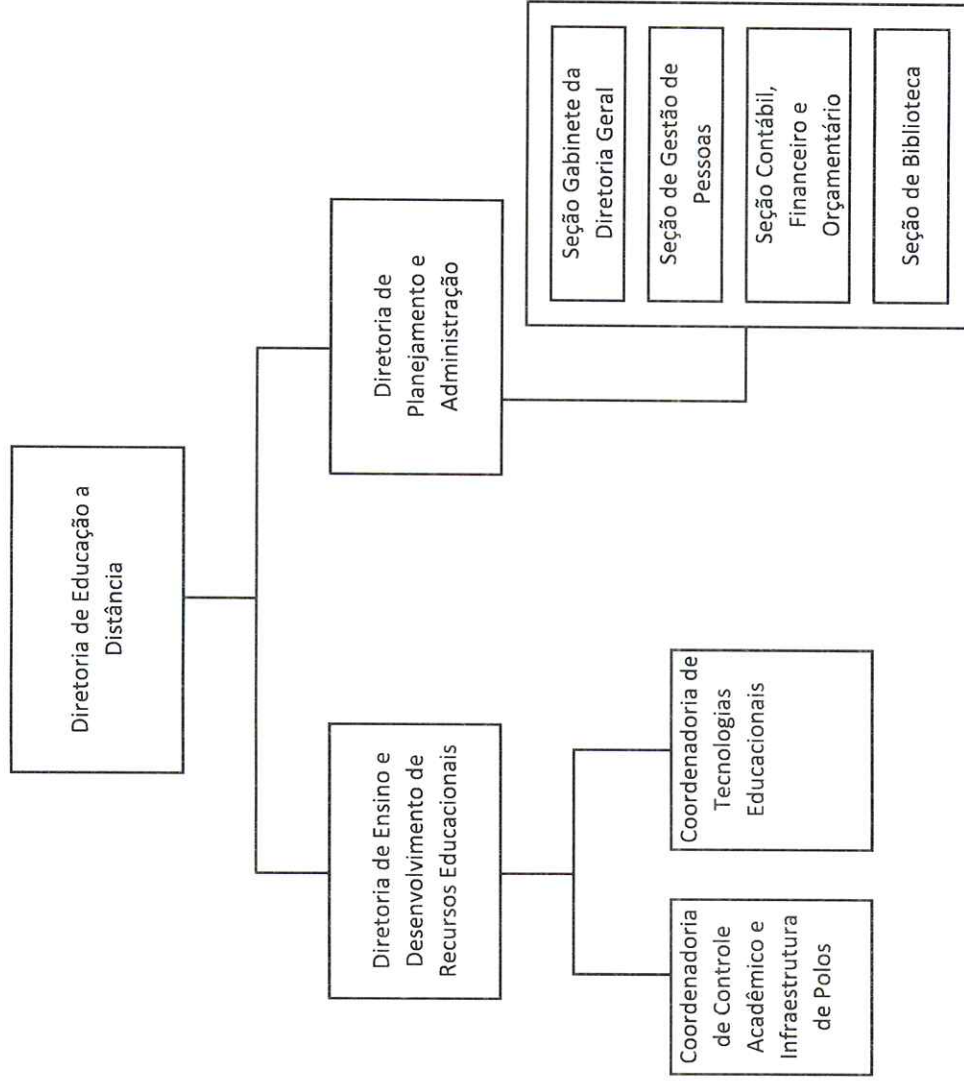 Diretoria de Educação a
Distância
Diretoria de Ensino e
Desenvolvimento de
Recursos Educacionais
Diretoria de
Planejamento e
Administração
Coordenadoria
de Controle
Acadêmico e
Infraestrutura
de Polos
Coordenadoria de
Tecnologias
Educacionais
Seção Gabinete da
Diretoria Geral
Seção de Gestão de
Pessoas
Seção Contábil,
Financeiro e
Orçamentário
Seção de Biblioteca